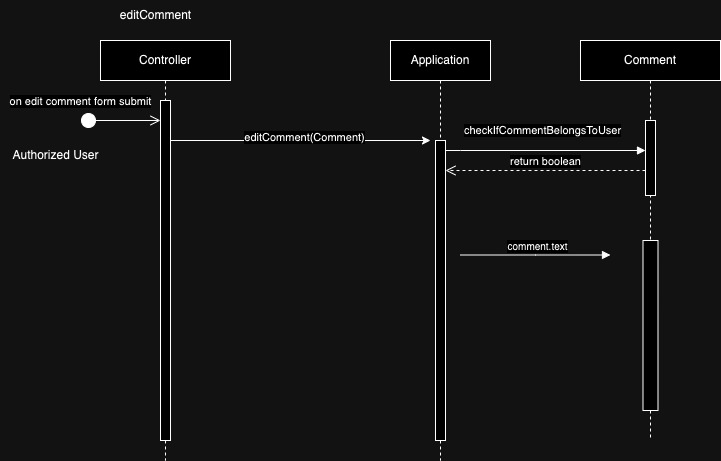 editComment
Controller
Application
Comment
on edit comment form submit
Authorized User
editComment(Comment)
checkIfCommentBelongsToUser
return boolean
comment.text